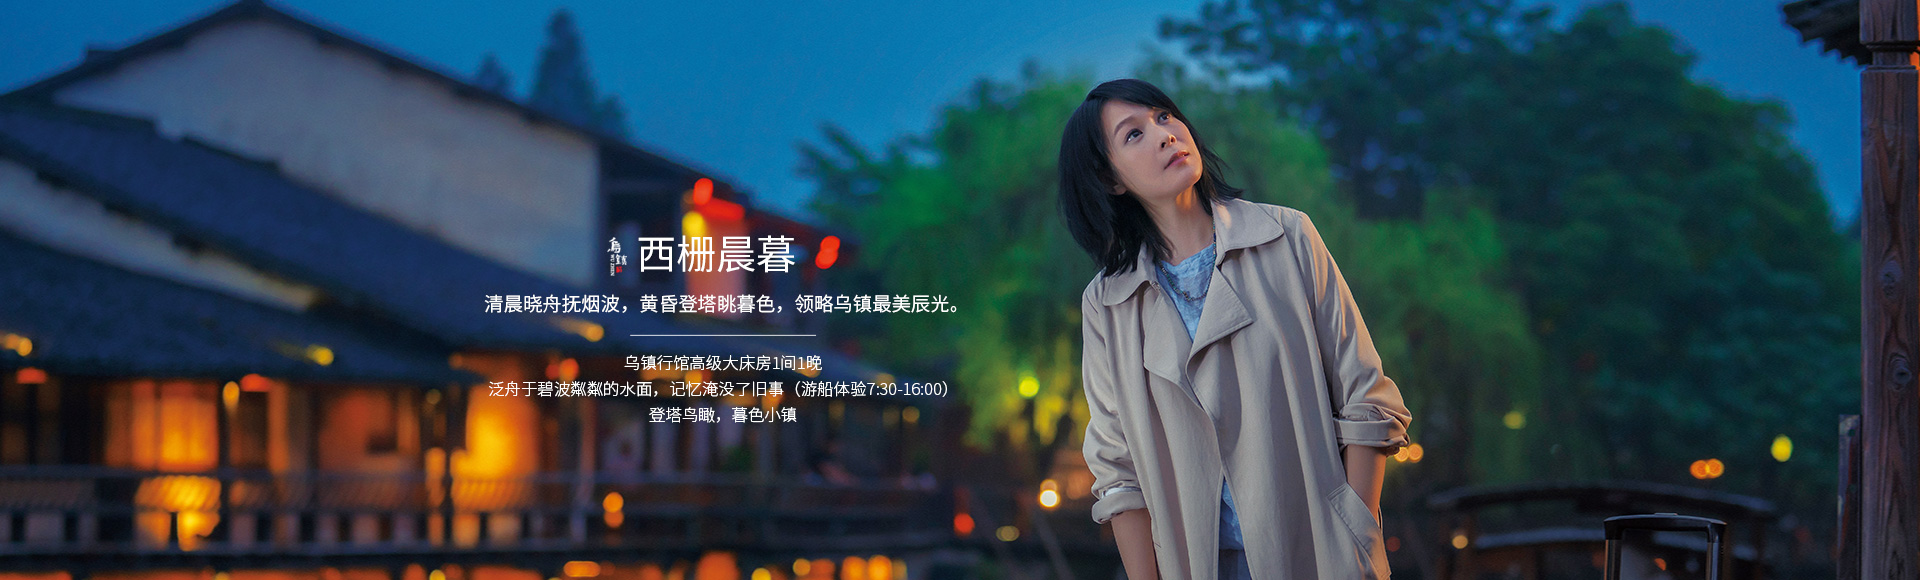 西栅晨暮
清晨晓舟抚烟波，黄昏登塔眺暮色，领略乌镇最美辰光。
乌镇行馆高级大床房1间1晚
泛舟于碧波粼粼的水面，记忆淹没了旧事（游船体验7:30-16:00）
登塔鸟瞰，暮色小镇